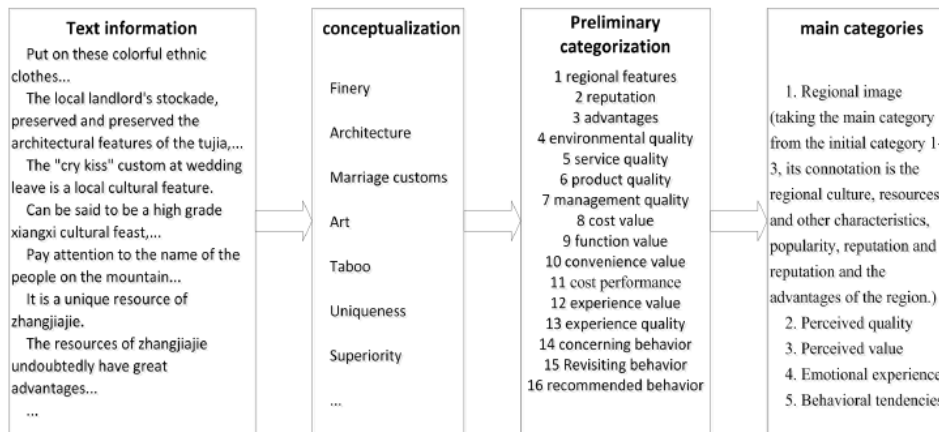 Text information
Put on these colorful ethnic
clothes...
The local landlord's stockade,
preserved and preserved the
architectural features of the tujia,...
The "cry kiss" custom at wedding
leave is a local cultural feature.
Can be said to be a high grade
xiangxi cultural feast,...
Pay attention to the name of the
people on the mountain...
It is a unique resource of
zhangjiajie.
The resources of zhangjiajie
undoubtedly have great
advantages...
...
conceptualization
Finery
Architecture
Marriage customs
Art
Taboo
Uniqueness
Superiority
...
Preliminary
categorization
1 regional features
2 reputation
3 advantages
4 environmental quality
5 service quality
6 product quality
7 management quality
8 cost value
9 function value
10 convenience value
11 cost performance
12 experience value
13 experience quality
14 concerning behavior
15 Revisiting behavior
16 recommended behavior
main categories
1. Regional image
(taking the main category
from the initial category 1-
3, its connotation is the
regional culture, resources
and other characteristics,
popularity, reputation and
reputation and the
advantages of the region.)
2. Perceived quality
3. Perceived value
4. Emotional experience
5. Behavioral tendencies